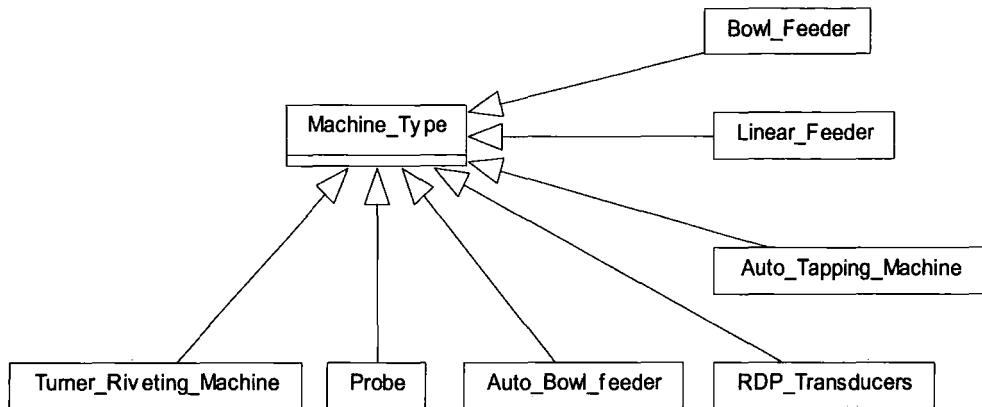 Bowl_Feeder
Machine_Type
Linear_Feeder
Auto_Tapping_Machine
Turner_Riveting_Machine
Probe
Auto_Bowl_feeder
RDP_Transducers